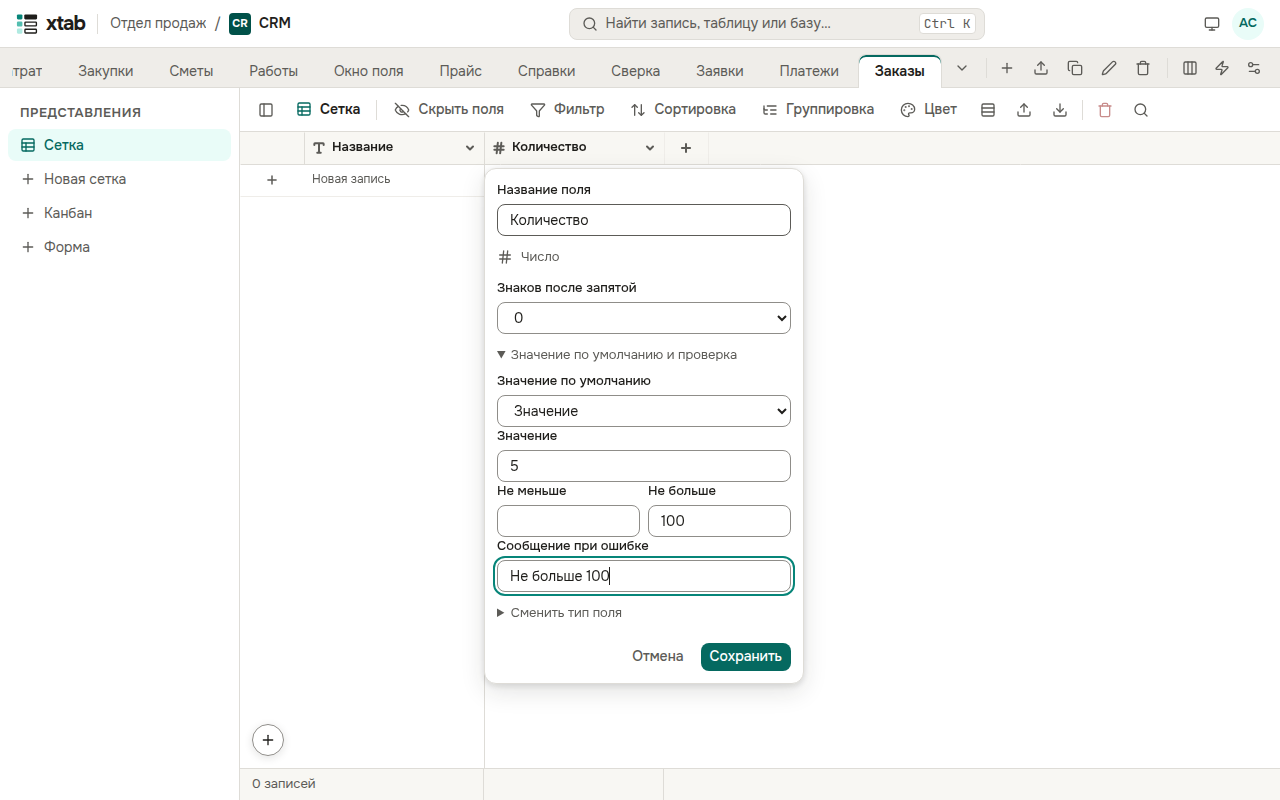 xtab Отдел продаж / CR CRM Найти запись, таблицу или базу... Ctrl K АС
трат Закупки Сметы Работы Окно поля Прайс Справки Сверка Заявки Платежи Заказы
ПРЕДСТАВЛЕНИЯ
Сетка
Новая сетка
Канбан
Форма
Сетка Скрыть поля Фильтр Сортировка Группировка Цвет
Название Количество
Новая запись
Название поля
Количество
Число
Знаков после запятой
0
Значение по умолчанию и проверка
Значение по умолчанию
Значение
Значение
5
Не меньше Не больше
100
Сообщение при ошибке
Не больше 100
Сменить тип поля
Отмена Сохранить
0 записей